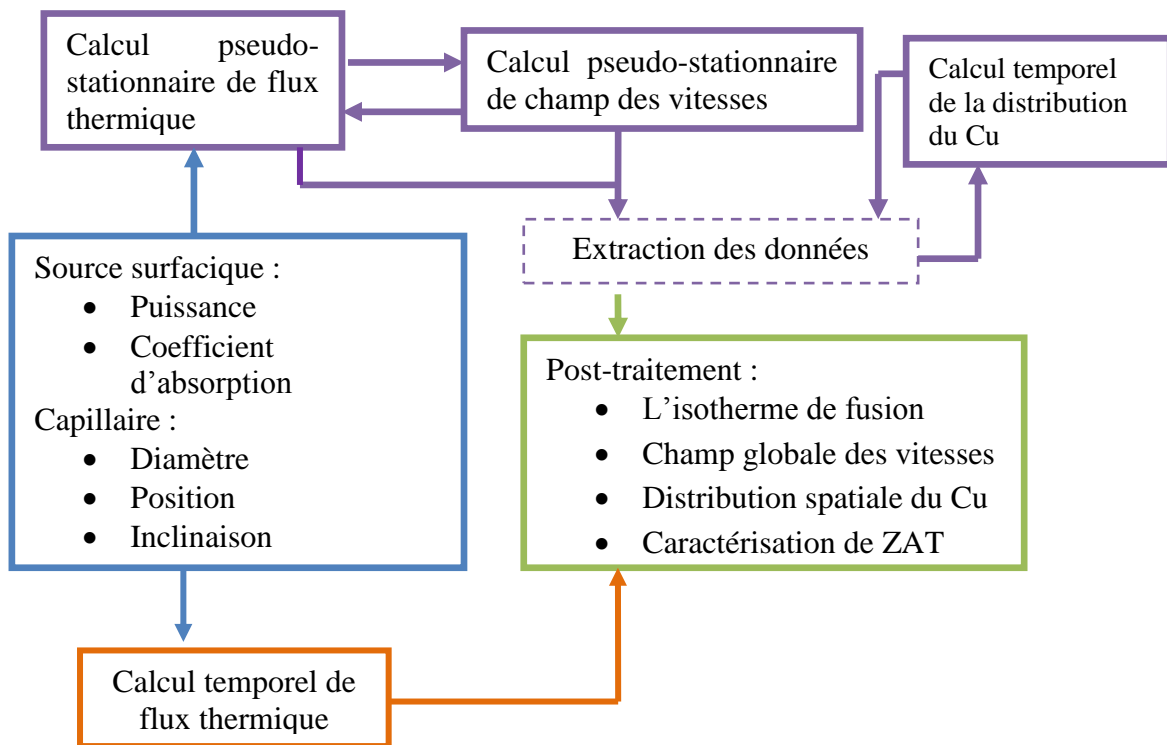 Calcul pseudo-
stationnaire de flux
thermique
Calcul pseudo-stationnaire
de champ des vitesses
Calcul temporel
de la distribution
du Cu
Extraction des données
Source surfacique :
• Puissance
• Coefficient
d’absorption
Capillaire :
• Diamètre
• Position
• Inclinaison
Post-traitement :
• L’isotherme de fusion
• Champ globale des vitesses
• Distribution spatiale du Cu
• Caractérisation de ZAT
Calcul temporel de
flux thermique